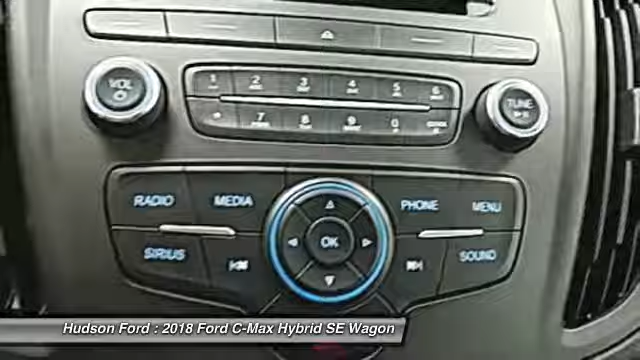 VOL
1 2 3 4 5 6
7 8 9 0
TUNE
RADIO MEDIA PHONE MENU
OK
SIRIUS SOUND
Hudson Ford : 2018 Ford C-Max Hybrid SE Wagon